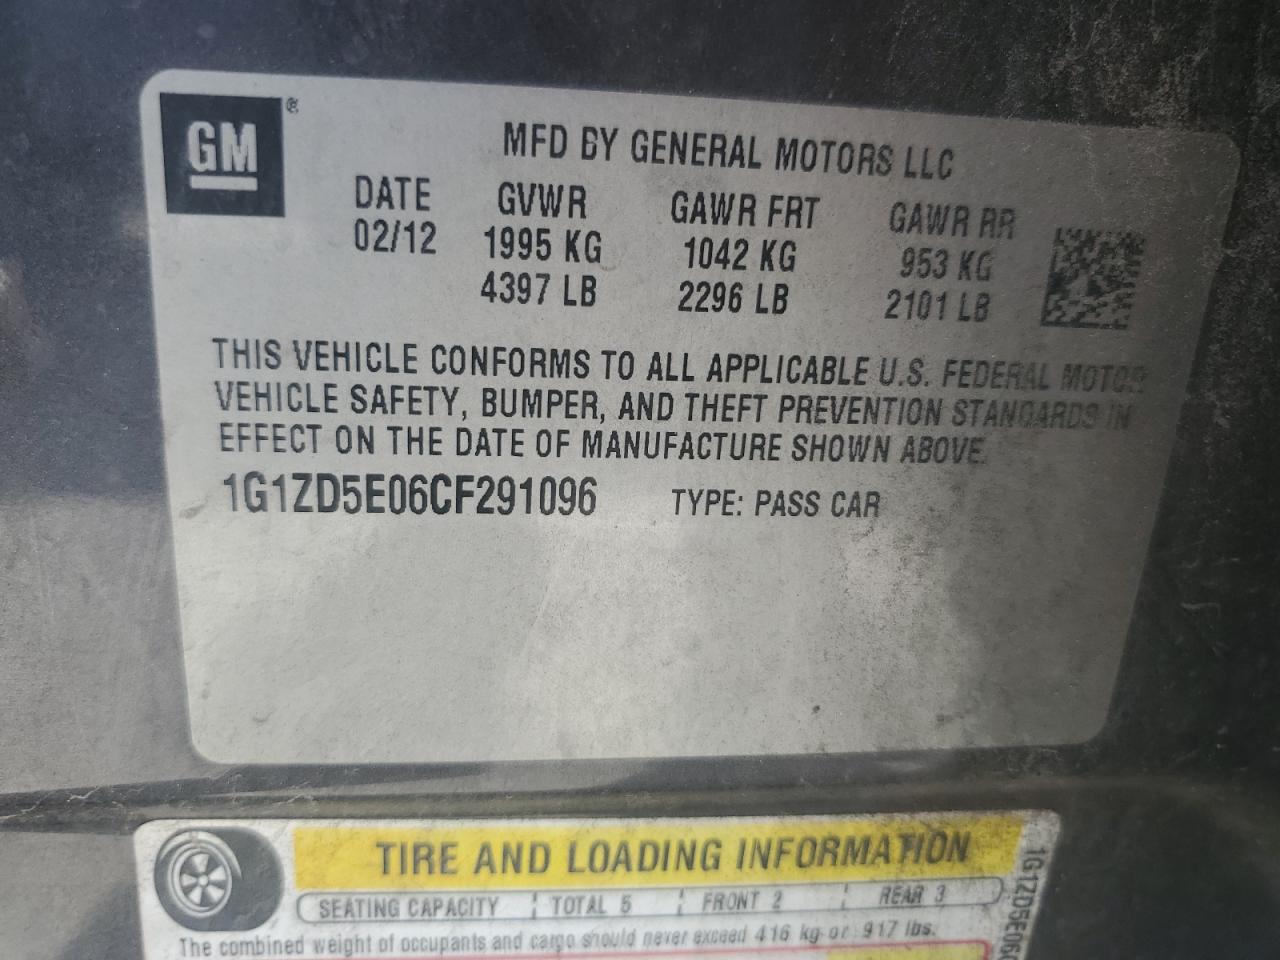 GM®
MFD BY GENERAL MOTORS LLC
DATE GVWR GAWR FRT GAWR RR
02/12 1995 KG 1042 KG 953 KG
4397 LB 2296 LB 2101 LB
THIS VEHICLE CONFORMS TO ALL APPLICABLE U.S. FEDERAL MOTOR
VEHICLE SAFETY, BUMPER, AND THEFT PREVENTION STANDARDS IN
EFFECT ON THE DATE OF MANUFACTURE SHOWN ABOVE.
1G1ZD5E06CF291096 TYPE: PASS CAR
TIRE AND LOADING INFORMATION
SEATING CAPACITY TOTAL 5 FRONT 2 REAR 3
The combined weight of occupants and cargo should never exceed 416 kg or 917 lbs.
1G1ZD5E06